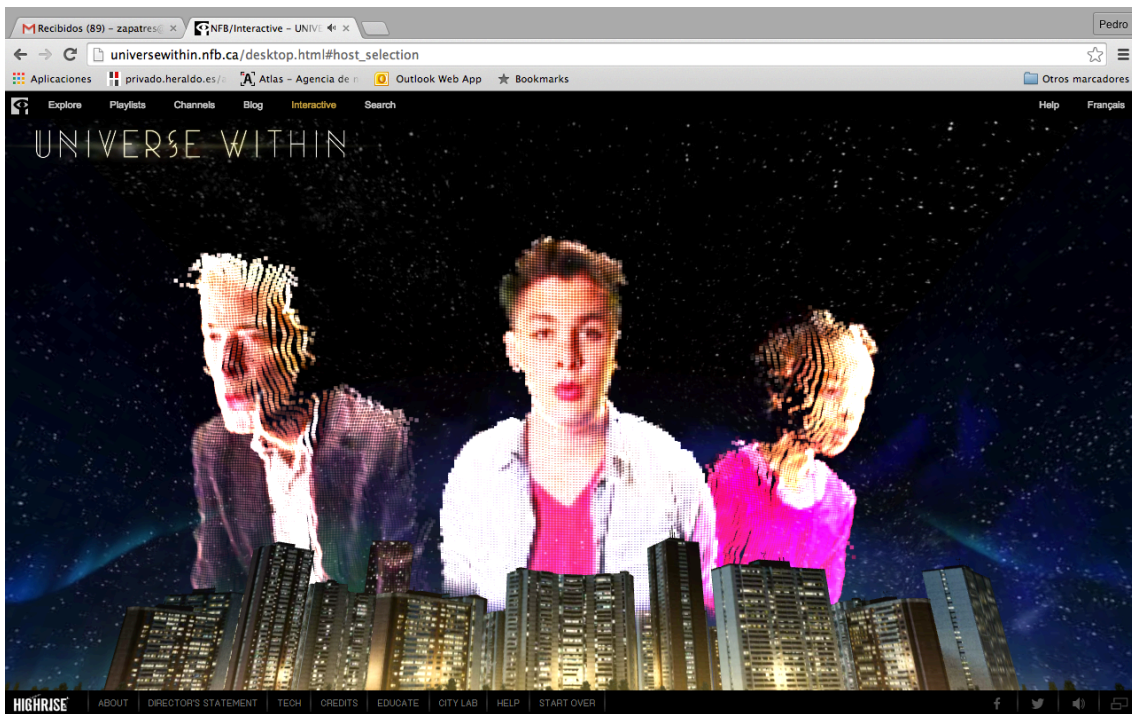 Recibidos (89) – zapatres@
NFB/Interactive – UNIVE
Pedro
universewithin.nfb.ca/desktop.html#host_selection
Aplicaciones privado.heraldo.es/a Atlas – Agencia de n Outlook Web App Bookmarks Otros marcadores
Explore Playlists Channels Blog Interactive Search Help Français
UNIVERSE WITHIN
HIGHRISE ABOUT DIRECTOR'S STATEMENT TECH CREDITS EDUCATE CITY LAB HELP START OVER